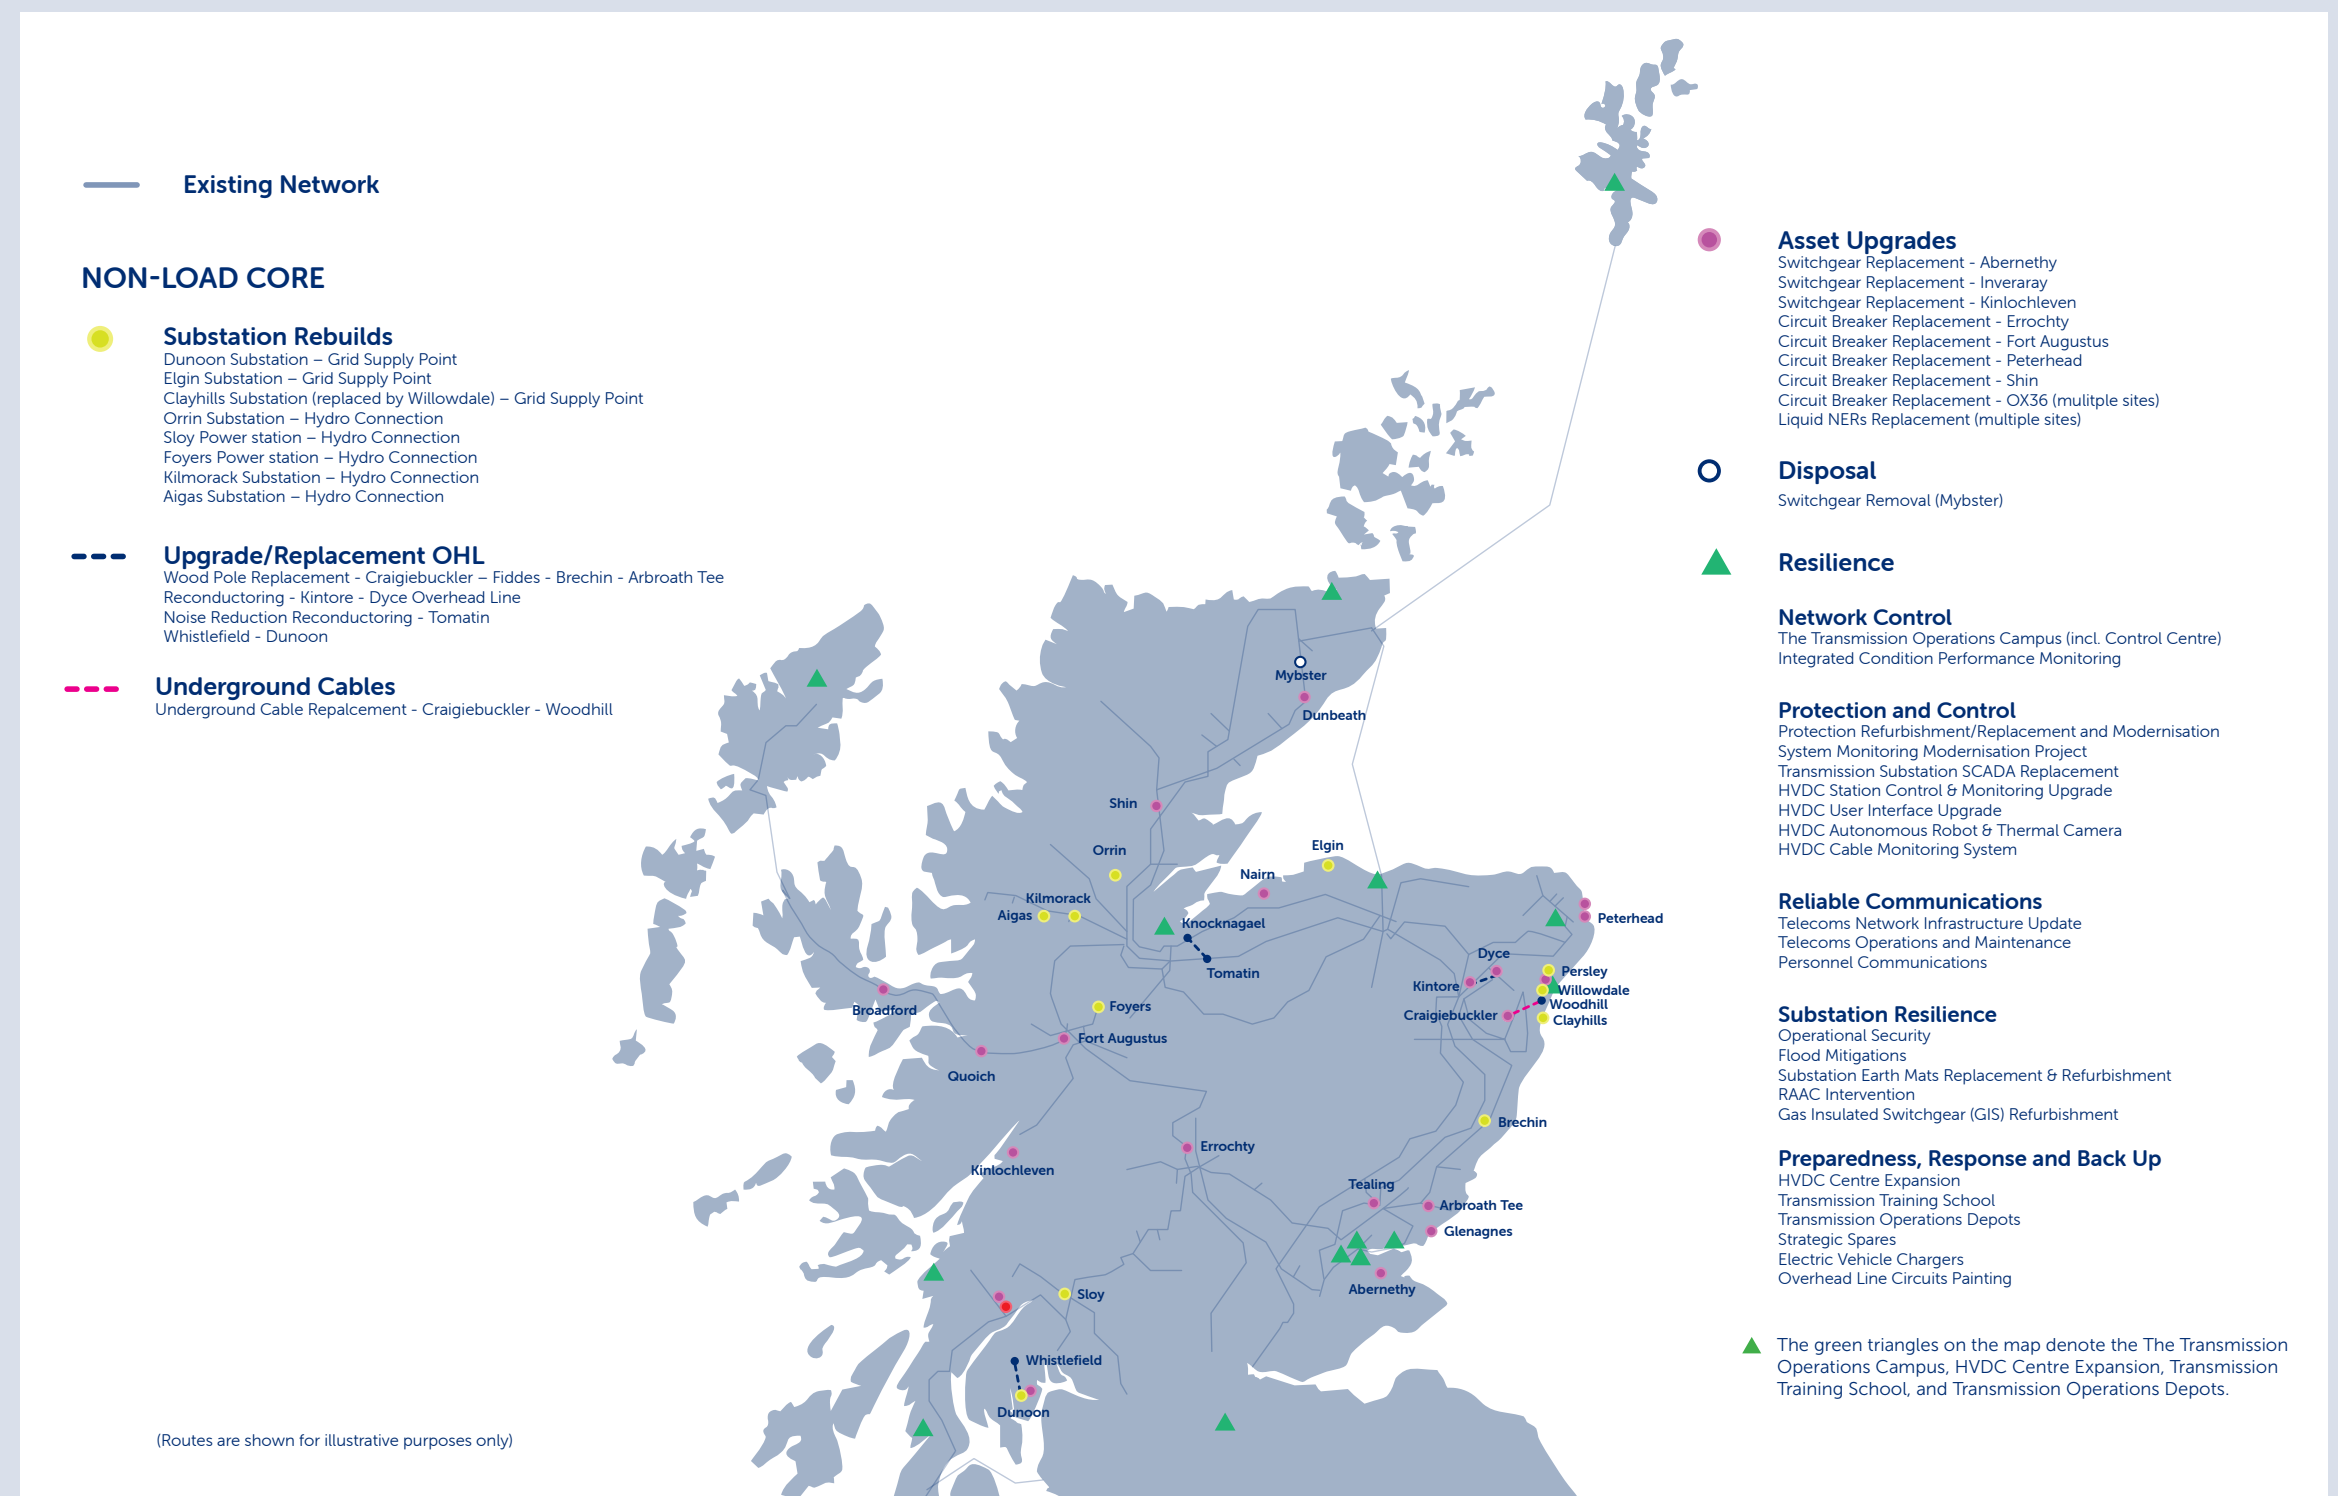 Existing Network
NON-LOAD CORE
Substation Rebuilds
Dunoon Substation – Grid Supply Point
Elgin Substation – Grid Supply Point
Clayhills Substation (replaced by Willowdale) – Grid Supply Point
Orrin Substation – Hydro Connection
Sloy Power station – Hydro Connection
Foyers Power station – Hydro Connection
Kilmorack Substation – Hydro Connection
Aigas Substation – Hydro Connection
Upgrade/Replacement OHL
Wood Pole Replacement - Craigiebuckler – Fiddes - Brechin - Arbroath Tee
Reconductoring - Kintore - Dyce Overhead Line
Noise Reduction Reconductoring - Tomatin
Whistlefield - Dunoon
Underground Cables
Underground Cable Repalcement - Craigiebuckler - Woodhill
(Routes are shown for illustrative purposes only)
Mybster
Dunbeath
Shin
Orrin
Elgin
Nairn
Kilmorack
Aigas
Knocknagael
Peterhead
Tomatin
Dyce
Persley
Kintore
Willowdale
Woodhill
Broadford
Foyers
Craigiebuckler
Clayhills
Fort Augustus
Quoich
Brechin
Errochty
Kinlochleven
Tealing
Arbroath Tee
Glenagnes
Abernethy
Sloy
Whistlefield
Dunoon
Asset Upgrades
Switchgear Replacement - Abernethy
Switchgear Replacement - Inveraray
Switchgear Replacement - Kinlochleven
Circuit Breaker Replacement - Errochty
Circuit Breaker Replacement - Fort Augustus
Circuit Breaker Replacement - Peterhead
Circuit Breaker Replacement - Shin
Circuit Breaker Replacement - OX36 (mulitple sites)
Liquid NERs Replacement (multiple sites)
Disposal
Switchgear Removal (Mybster)
Resilience
Network Control
The Transmission Operations Campus (incl. Control Centre)
Integrated Condition Performance Monitoring
Protection and Control
Protection Refurbishment/Replacement and Modernisation
System Monitoring Modernisation Project
Transmission Substation SCADA Replacement
HVDC Station Control & Monitoring Upgrade
HVDC User Interface Upgrade
HVDC Autonomous Robot & Thermal Camera
HVDC Cable Monitoring System
Reliable Communications
Telecoms Network Infrastructure Update
Telecoms Operations and Maintenance
Personnel Communications
Substation Resilience
Operational Security
Flood Mitigations
Substation Earth Mats Replacement & Refurbishment
RAAC Intervention
Gas Insulated Switchgear (GIS) Refurbishment
Preparedness, Response and Back Up
HVDC Centre Expansion
Transmission Training School
Transmission Operations Depots
Strategic Spares
Electric Vehicle Chargers
Overhead Line Circuits Painting
The green triangles on the map denote the The Transmission
Operations Campus, HVDC Centre Expansion, Transmission
Training School, and Transmission Operations Depots.